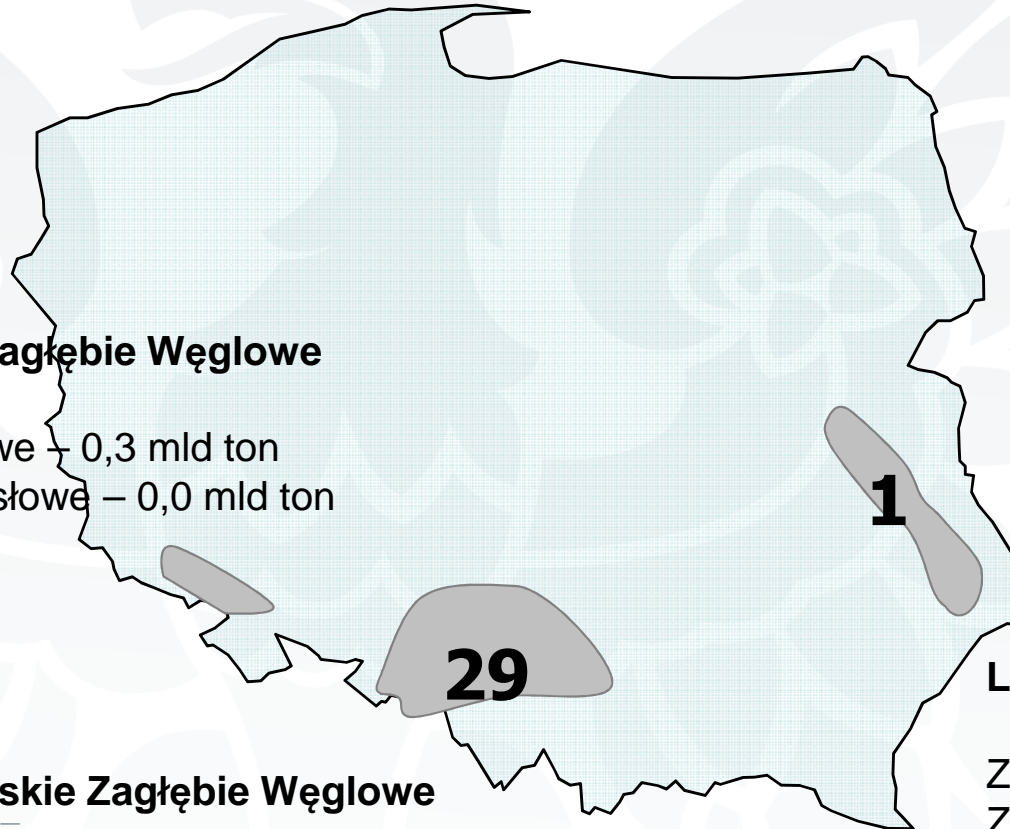 agłębie Węglowe
we – 0,3 mld ton
słowe – 0,0 mld ton
1
29
L
Z
skie Zagłębie Węglowe
Z